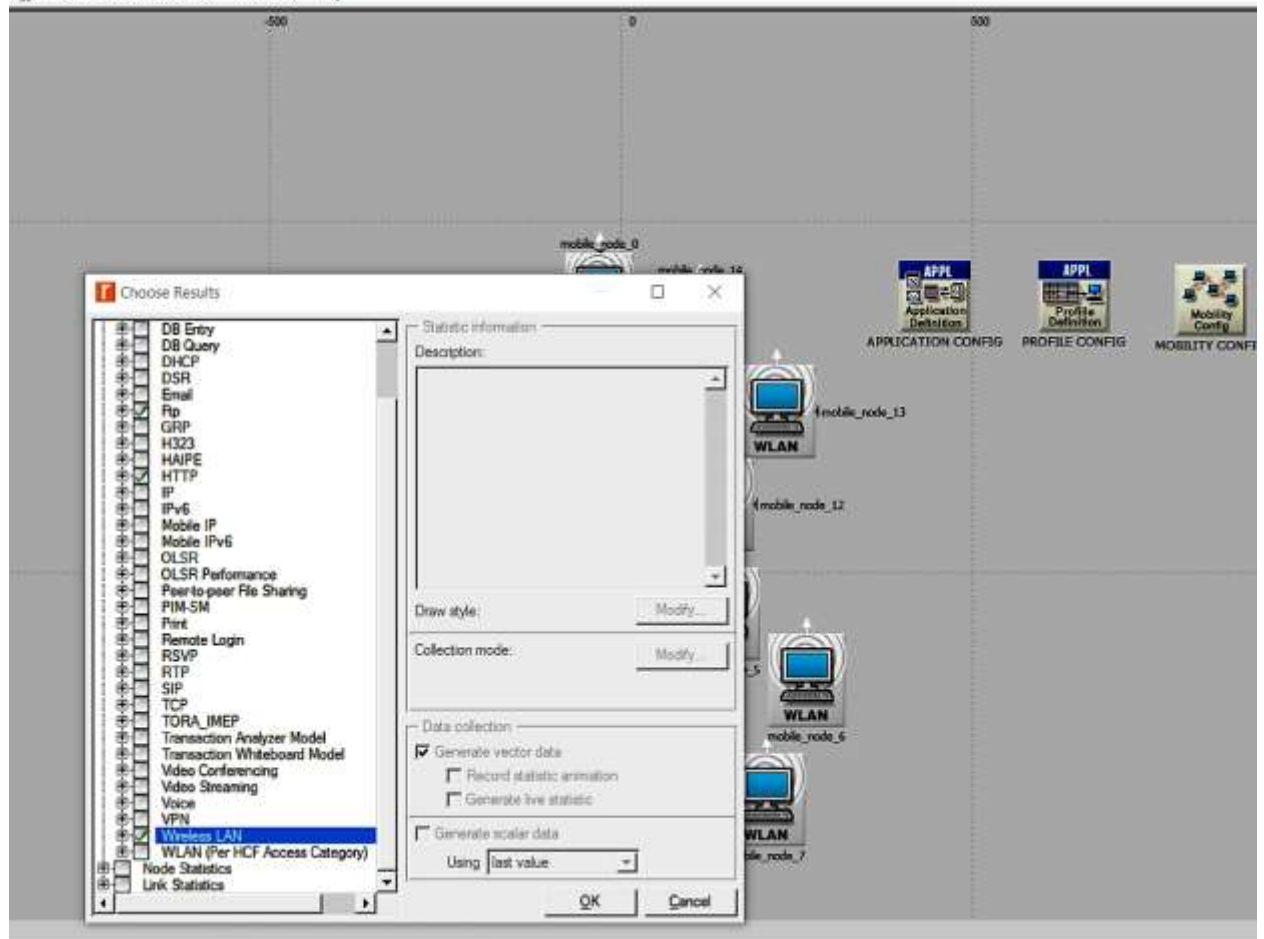 -500
0
500
mobile_node_0
mobile_node_14
APPL
Application
Definition
APPLICATION CONFIG
APPL
Profile
Definition
PROFILE CONFIG
Mobility
Config
MOBILITY CONFI
Choose Results
DB Entry
DB Query
DHCP
DSR
Email
Ftp
GRP
H323
HAIPE
HTTP
IP
IPv6
Mobile IP
Mobile IPv6
OLSR
OLSR Performance
Peer-to-peer File Sharing
PIM-SM
Print
Remote Login
RSVP
RTP
SIP
TCP
TORA_IMEP
Transaction Analyzer Model
Transaction Whiteboard Model
Video Conferencing
Video Streaming
Voice
VPN
Wireless LAN
WLAN (Per HCF Access Category)
Node Statistics
Link Statistics
Statistic information
Description:
Draw style:
Modify...
Collection mode:
Modify...
Data collection
Generate vector data
Record statistic animation
Generate live statistic
Generate scalar data
Using last value
OK
Cancel
mobile_node_13
WLAN
mobile_node_12
_5
WLAN
mobile_node_6
WLAN
bile_node_7